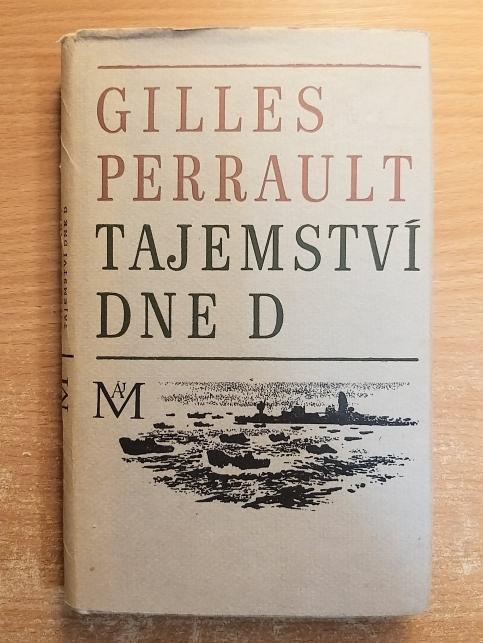 GILLES
PERRAULT
TAJEMSTVÍ
DNE D
MÁJ
TAJEMSTVÍ DNE D
M